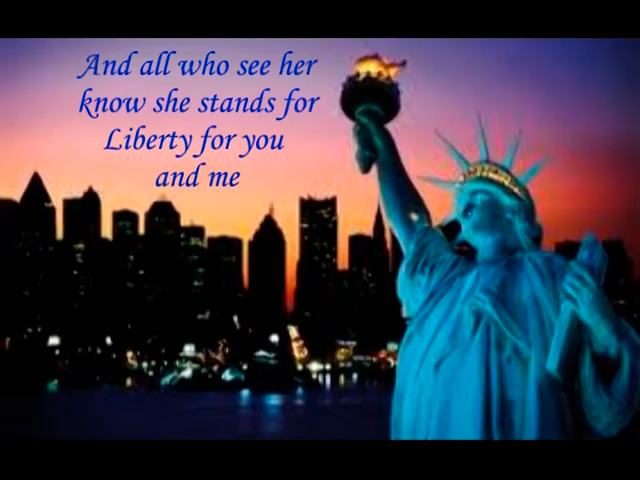 And all who see her
know she stands for
Liberty for you
and me